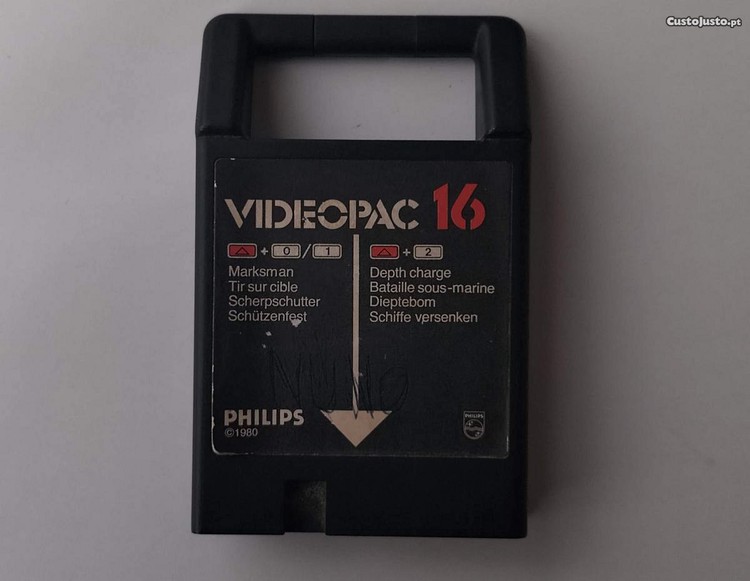 CustoJusto.pt
VIDEOPAC 16
+ 0 / 1
Marksman
Tir sur cible
Scherpschutter
Schützenfest
+ 2
Depth charge
Bataille sous-marine
Dieptebom
Schiffe versenken
NUNO
PHILIPS
©1980
PHILIPS